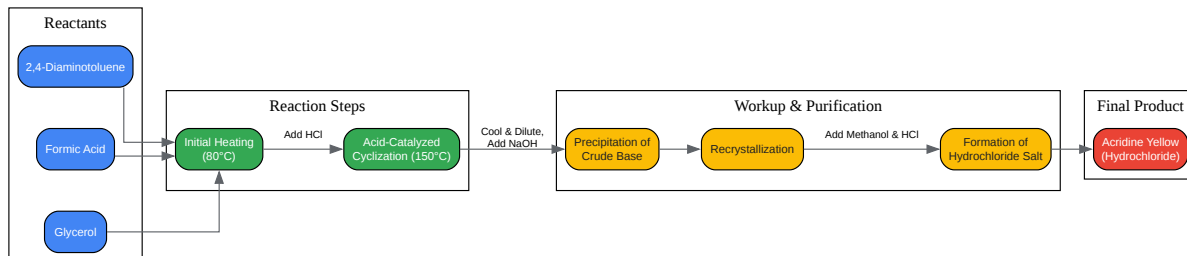 Reactants
2,4-Diaminotoluene
Formic Acid
Glycerol
Reaction Steps
Initial Heating
(80°C)
Add HCl
Acid-Catalyzed
Cyclization (150°C)
Cool & Dilute,
Add NaOH
Workup & Purification
Precipitation of
Crude Base
Recrystallization
Add Methanol & HCl
Formation of
Hydrochloride Salt
Final Product
Acridine Yellow
(Hydrochloride)